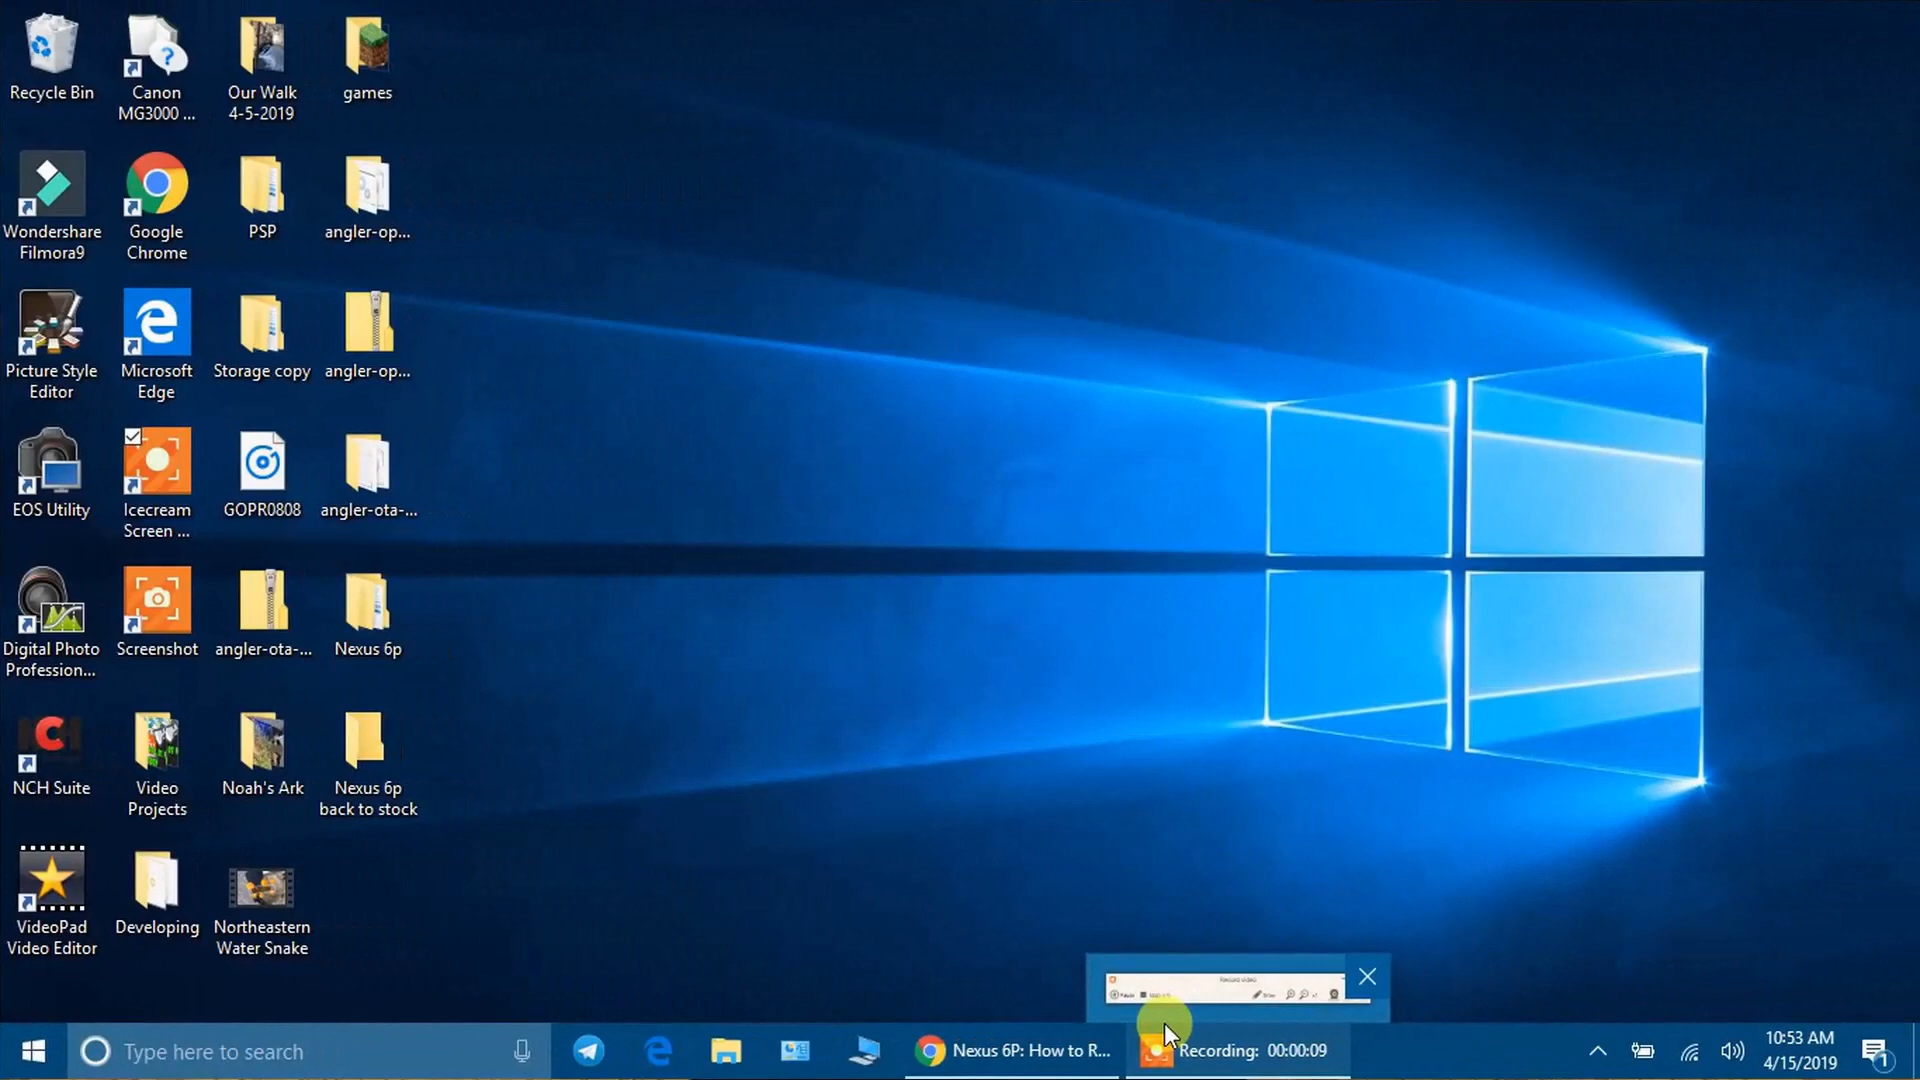 Recycle Bin
Canon
MG3000 ...
Our Walk
4-5-2019
games
Wondershare
Filmora9
Google
Chrome
PSP
angler-op...
Picture Style
Editor
Microsoft
Edge
Storage copy
angler-op...
EOS Utility
Icecream
Screen ...
GOPR0808
angler-ota-...
Digital Photo
Profession...
Screenshot
angler-ota-...
Nexus 6p
NCH Suite
Video
Projects
Noah's Ark
Nexus 6p
back to stock
VideoPad
Video Editor
Developing
Northeastern
Water Snake
Record video
Pause
Type here to search
Nexus 6P: How to R...
Recording: 00:00:09
10:53 AM
4/15/2019
1